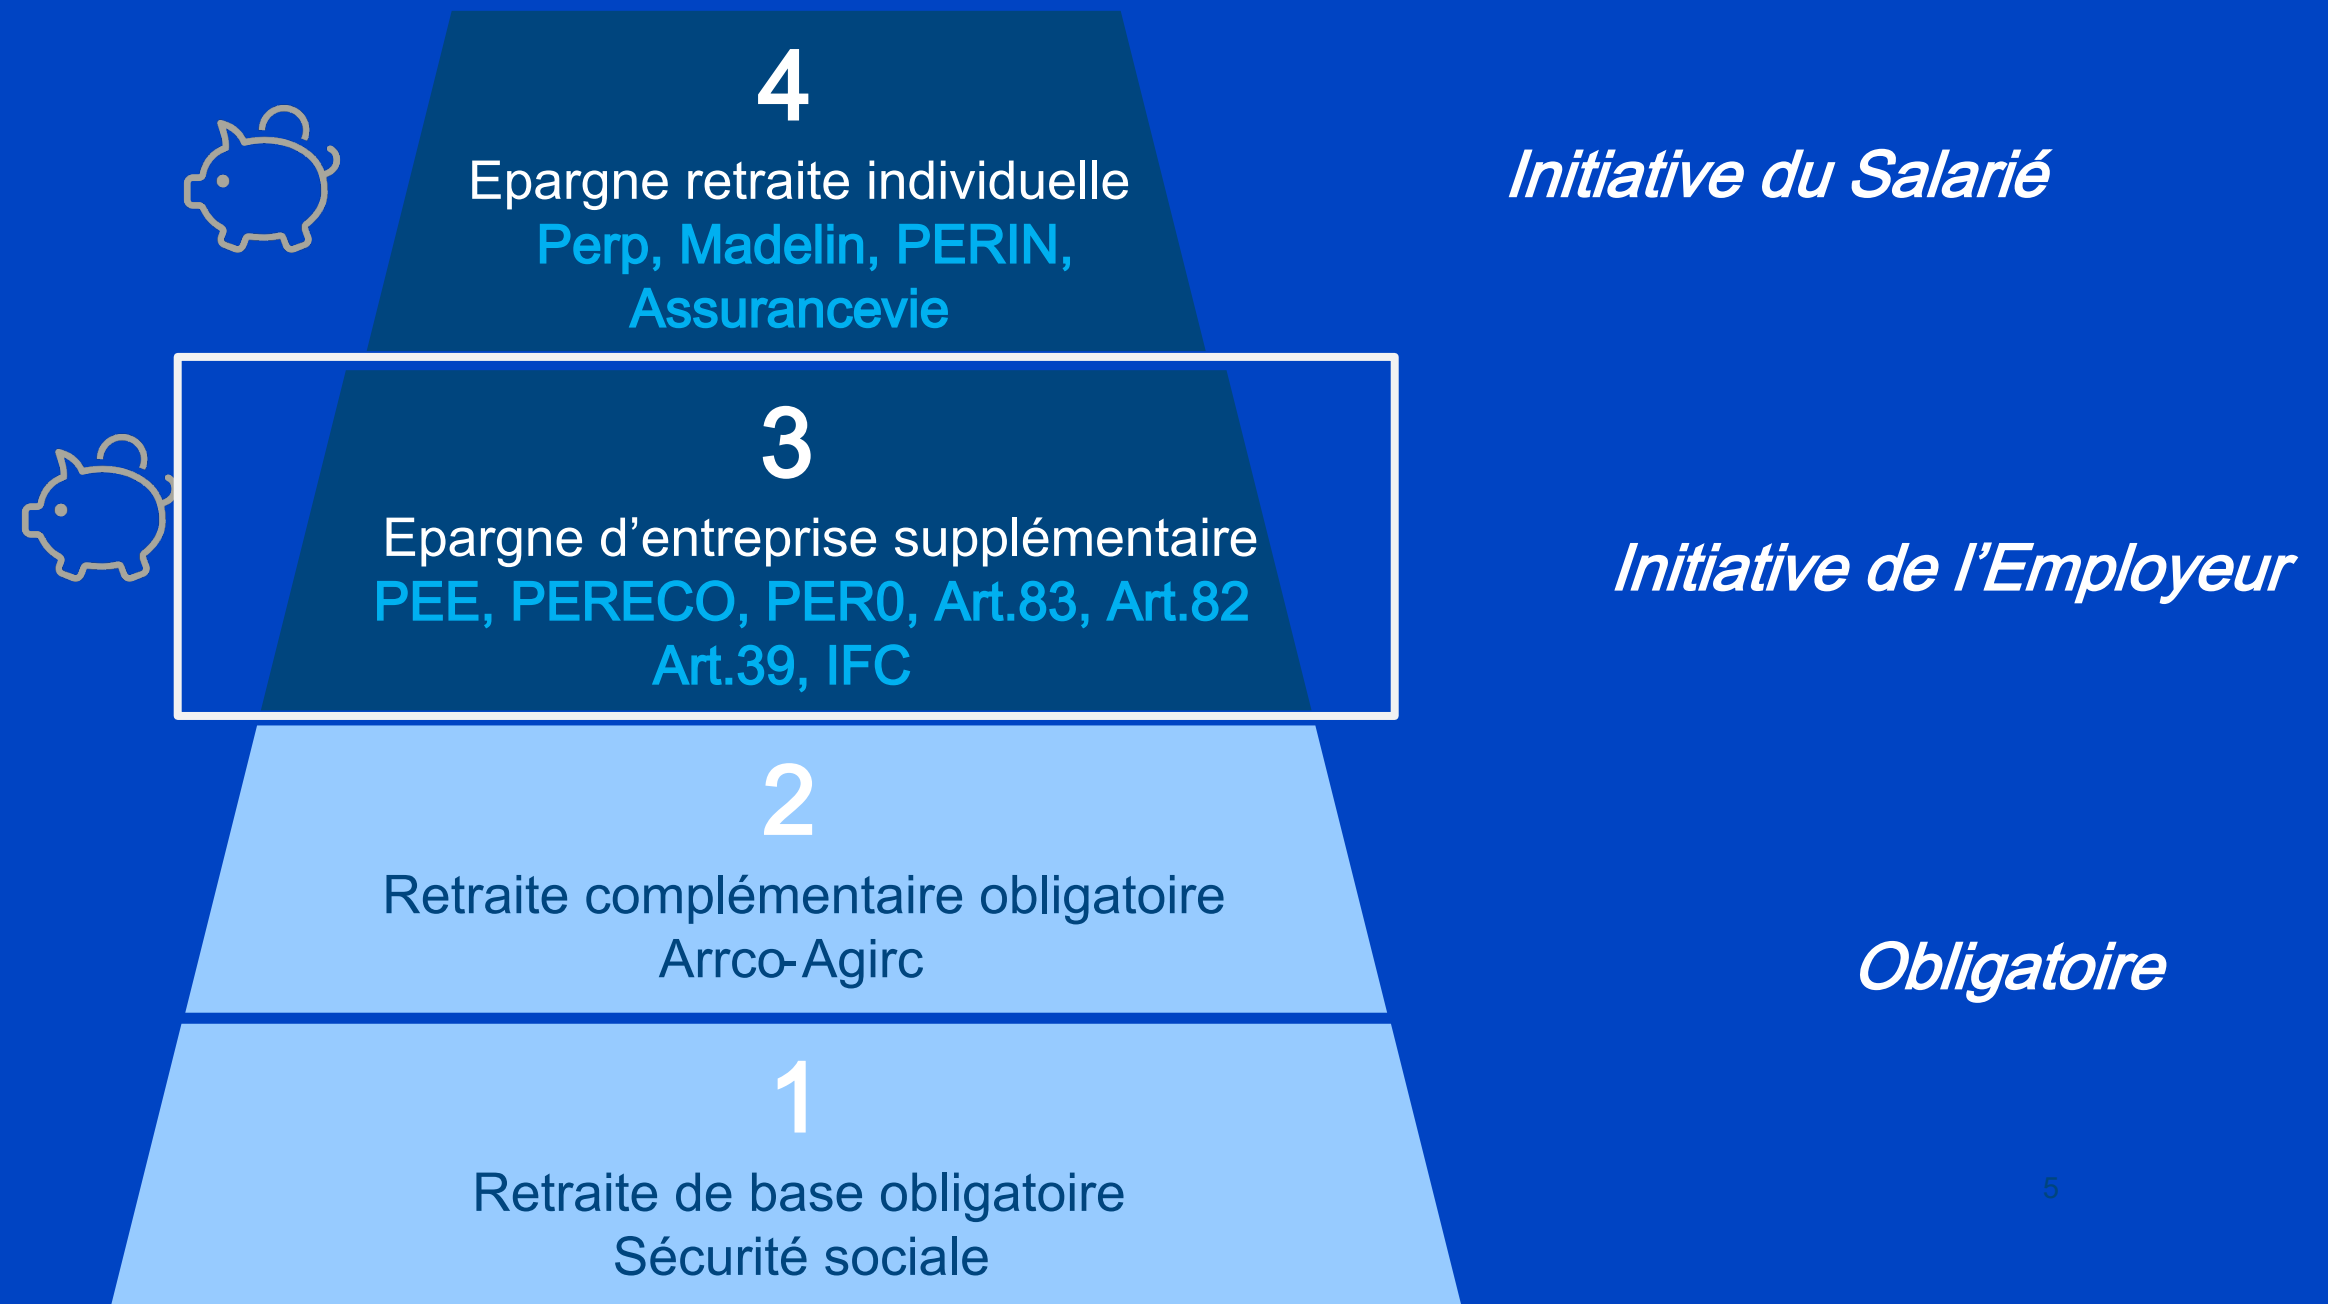 4
Epargne retraite individuelle
Perp, Madelin, PERIN,
Assurancevie
Initiative du Salarié
3
Epargne d’entreprise supplémentaire
PEE, PERECO, PER0, Art.83, Art.82
Art.39, IFC
Initiative de l’Employeur
2
Retraite complémentaire obligatoire
Arrco-Agirc
Obligatoire
1
Retraite de base obligatoire
Sécurité sociale
5